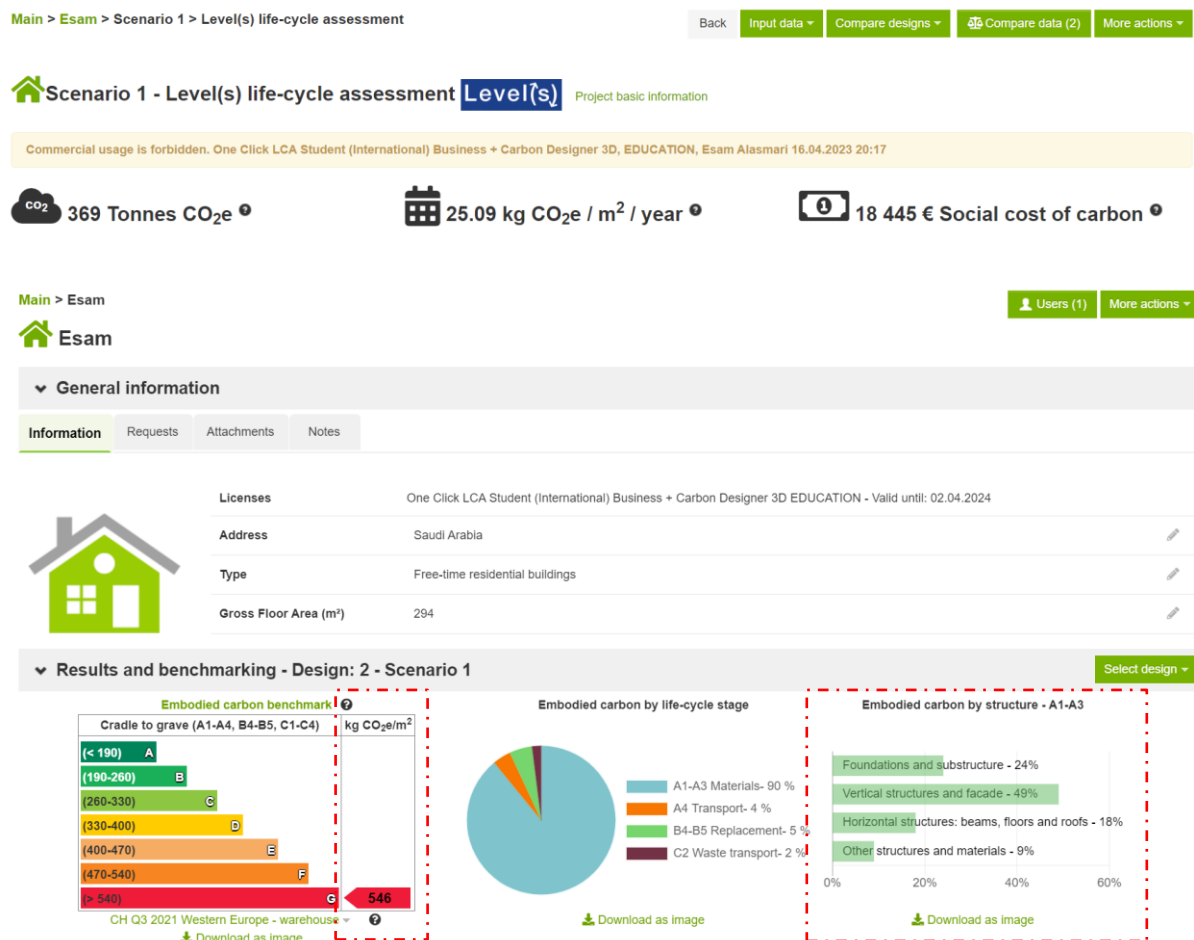 Main > Esam > Scenario 1 > Level(s) life-cycle assessment
Back
Input data
Compare designs
Compare data (2)
More actions
Scenario 1 - Level(s) life-cycle assessment Level(s) Project basic information
Commercial usage is forbidden. One Click LCA Student (International) Business + Carbon Designer 3D, EDUCATION, Esam Alasmari 16.04.2023 20:17
CO2 369 Tonnes CO2e ?
25.09 kg CO2e / m2 / year ?
1 18 445 € Social cost of carbon ?
Main > Esam
Users (1)
More actions
Esam
General information
Information
Requests
Attachments
Notes
Licenses One Click LCA Student (International) Business + Carbon Designer 3D EDUCATION - Valid until: 02.04.2024
Address Saudi Arabia
Type Free-time residential buildings
Gross Floor Area (m²) 294
Results and benchmarking - Design: 2 - Scenario 1
Select design
Embodied carbon benchmark ?
Cradle to grave (A1-A4, B4-B5, C1-C4) kg CO2e/m2
(< 190) A
(190-260) B
(260-330) C
(330-400) D
(400-470) E
(470-540) F
(> 540) G 546
CH Q3 2021 Western Europe - warehouse ?
Download as image
Embodied carbon by life-cycle stage
A1-A3 Materials- 90 %
A4 Transport- 4 %
B4-B5 Replacement- 5 %
C2 Waste transport- 2 %
Download as image
Embodied carbon by structure - A1-A3
Foundations and substructure - 24%
Vertical structures and facade - 49%
Horizontal structures: beams, floors and roofs - 18%
Other structures and materials - 9%
0% 20% 40% 60%
Download as image